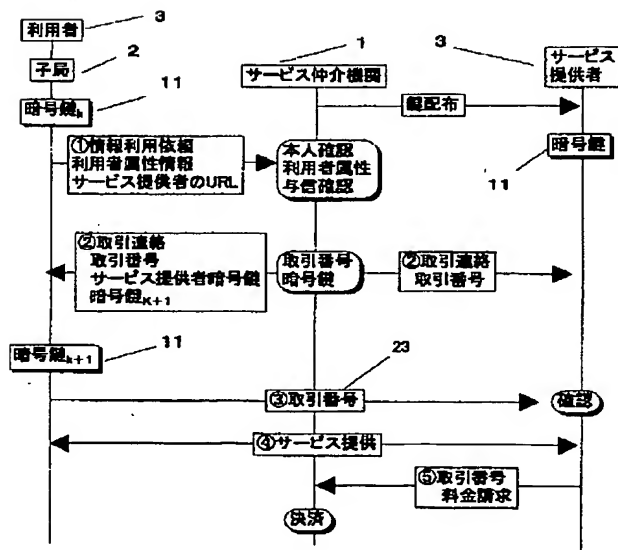 3
利用者
2
子局
11
暗号鍵k
1
サービス仲介機関
3
サービス
提供者
鍵配布
暗号鍵
11
①情報利用依頼
利用者属性情報
サービス提供者のURL
本人確認
利用者属性
与信確認
②取引連絡
取引番号
サービス提供者暗号鍵
暗号鍵K+1
取引番号
暗号鍵
②取引連絡
取引番号
暗号鍵k+1
11
23
③取引番号
確認
④サービス提供
⑤取引番号
料金請求
決済